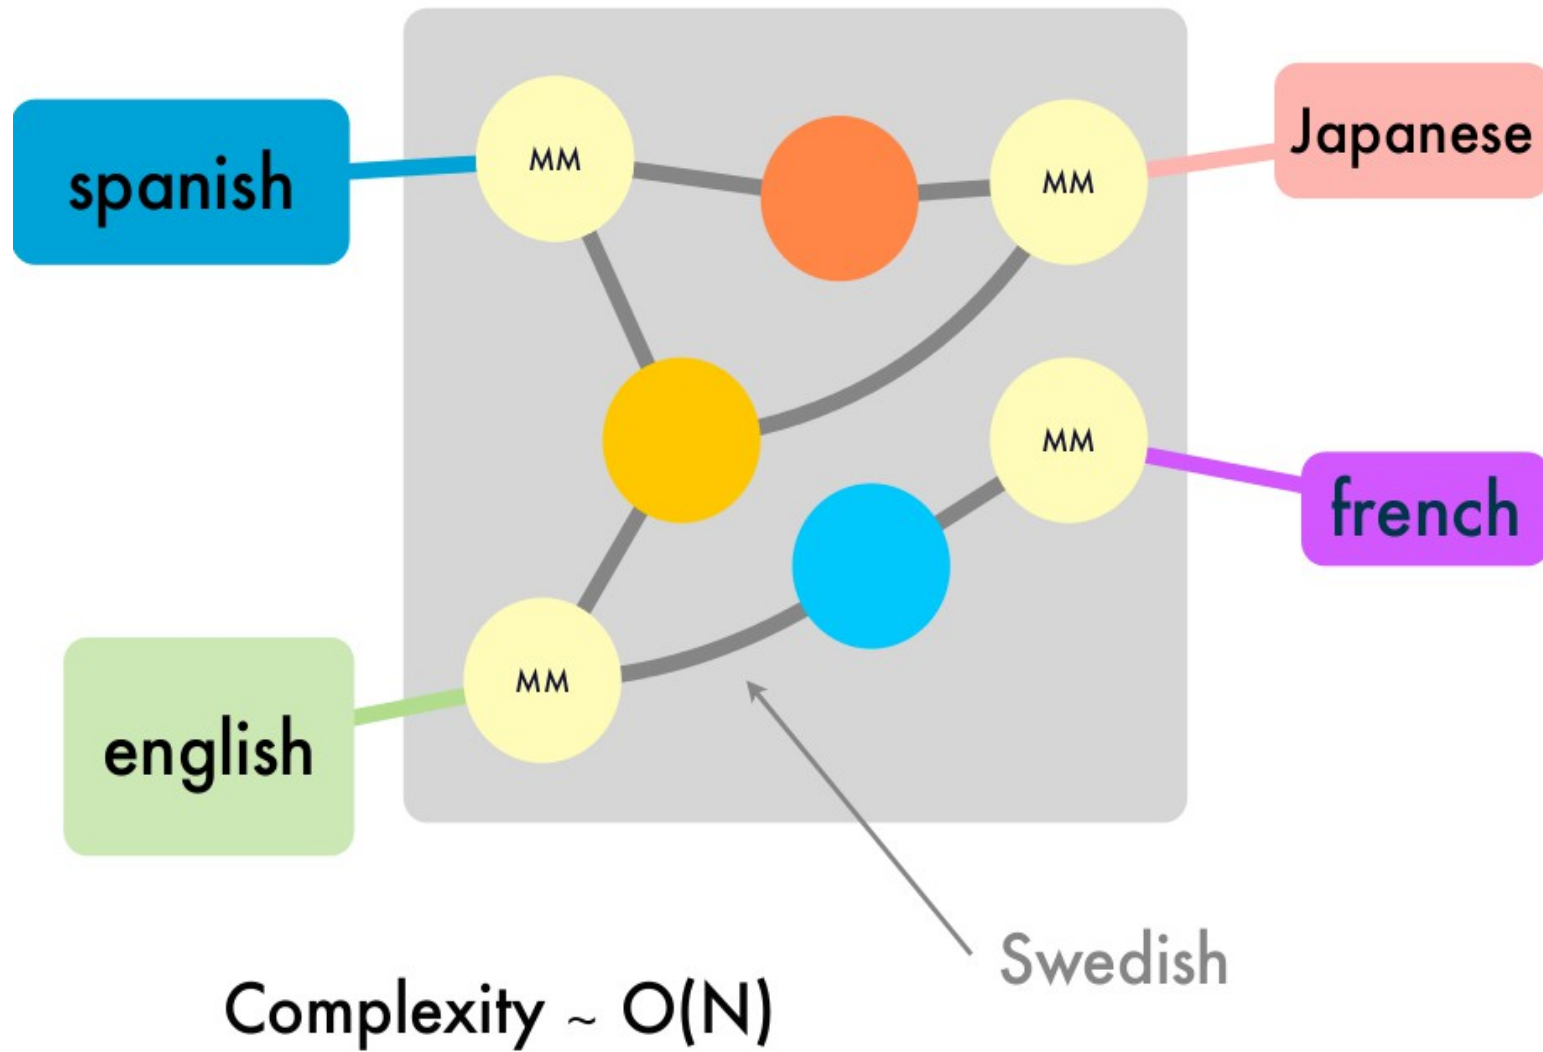 spanish
MM
MM
Japanese
MM
french
MM
english
Swedish
Complexity ~ O(N)